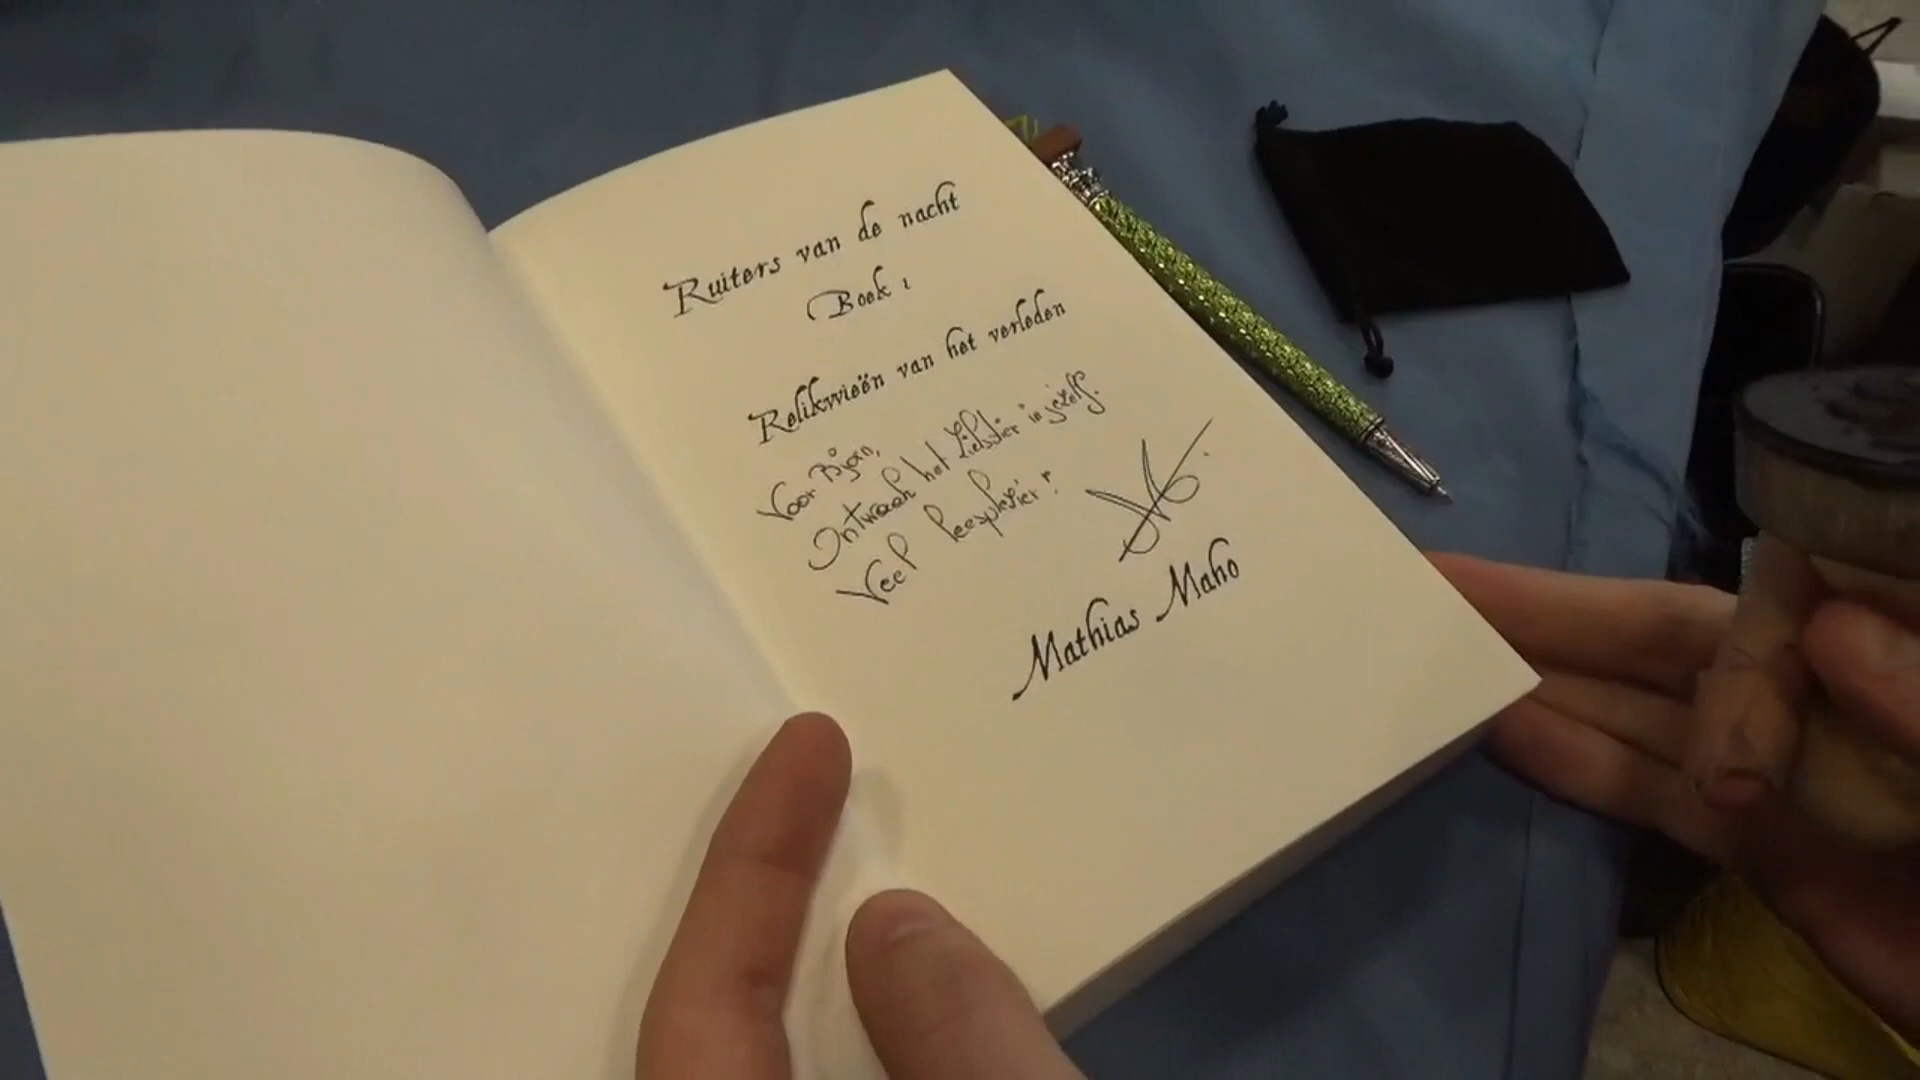 Ruiters van de nacht
Boek 1
Relikwieën van het verleden
Voor Bjorn,
Ontwaak het zielsdier in jezelf.
Veel leesplezier!
Mathias Maho